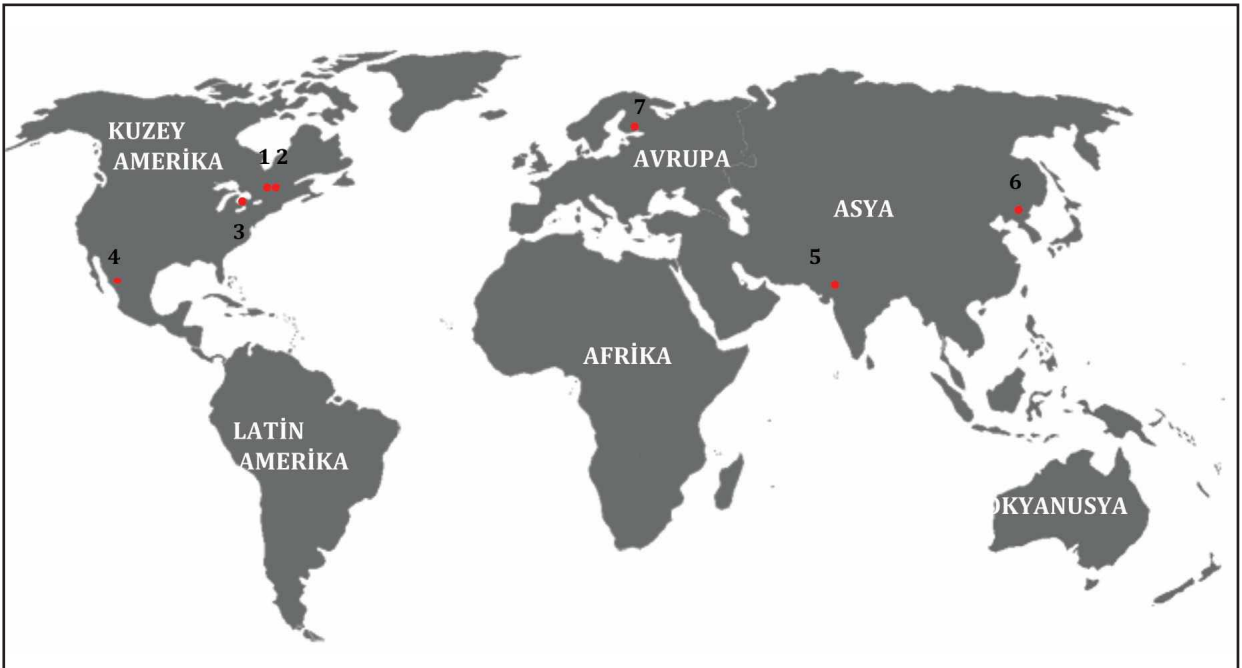 7
KUZEY
AMERİKA
1 2
AVRUPA
6
ASYA
3
4
5
AFRİKA
LATİN
AMERİKA
OKYANUSYA